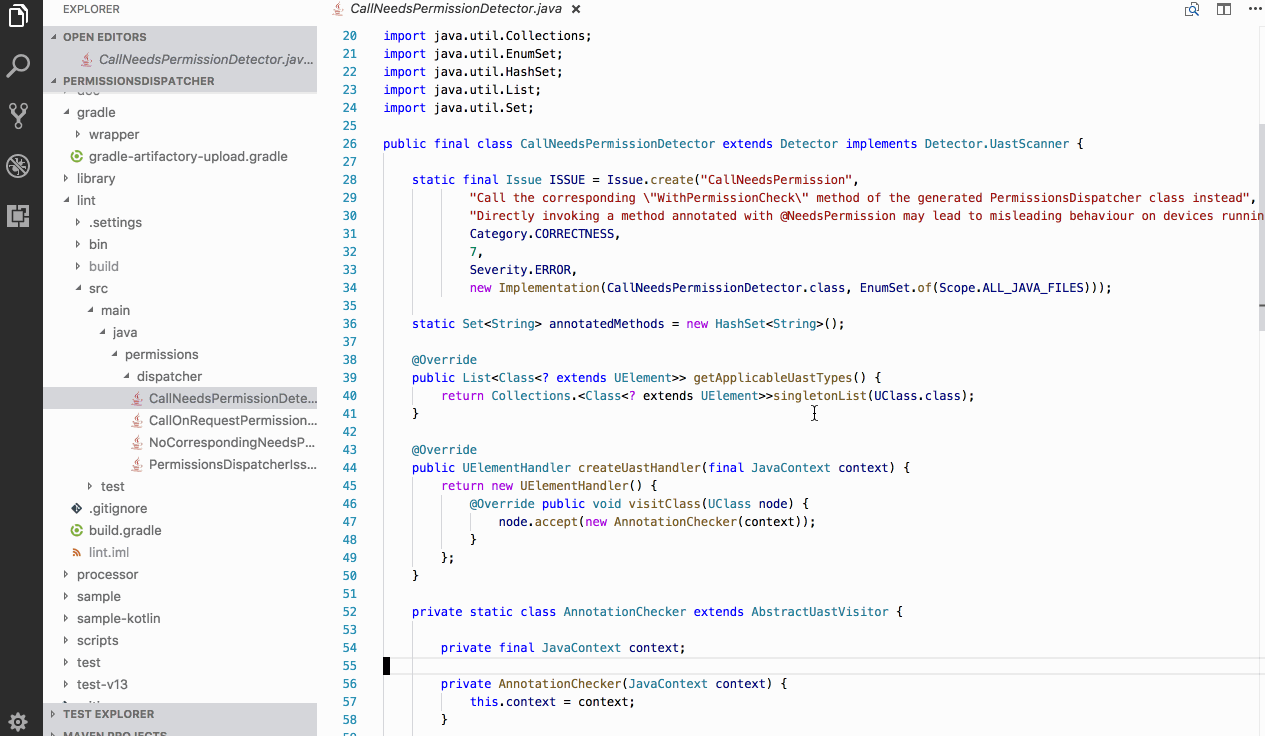 EXPLORER
OPEN EDITORS
CallNeedsPermissionDetector.jav...
PERMISSIONSDISPATCHER
doc
gradle
wrapper
gradle-artifactory-upload.gradle
library
lint
.settings
bin
build
src
main
java
permissions
dispatcher
CallNeedsPermissionDete...
CallOnRequestPermission...
NoCorrespondingNeedsP...
PermissionsDispatcherIss...
test
.gitignore
build.gradle
lint.iml
processor
sample
sample-kotlin
scripts
test
test-v13
TEST EXPLORER
MAVEN PROJECTS
CallNeedsPermissionDetector.java
20 import java.util.Collections;
21 import java.util.EnumSet;
22 import java.util.HashSet;
23 import java.util.List;
24 import java.util.Set;
25
26 public final class CallNeedsPermissionDetector extends Detector implements Detector.UastScanner {
27
28 static final Issue ISSUE = Issue.create("CallNeedsPermission",
29 "Call the corresponding \"WithPermissionCheck\" method of the generated PermissionsDispatcher class instead",
30 "Directly invoking a method annotated with @NeedsPermission may lead to misleading behaviour on devices runnin
31 Category.CORRECTNESS,
32 7,
33 Severity.ERROR,
34 new Implementation(CallNeedsPermissionDetector.class, EnumSet.of(Scope.ALL_JAVA_FILES)));
35
36 static Set<String> annotatedMethods = new HashSet<String>();
37
38 @Override
39 public List<Class<? extends UElement>> getApplicableUastTypes() {
40 return Collections.<Class<? extends UElement>>singletonList(UClass.class);
41 }
42
43 @Override
44 public UElementHandler createUastHandler(final JavaContext context) {
45 return new UElementHandler() {
46 @Override public void visitClass(UClass node) {
47 node.accept(new AnnotationChecker(context));
48 }
49 };
50 }
51
52 private static class AnnotationChecker extends AbstractUastVisitor {
53
54 private final JavaContext context;
55
56 private AnnotationChecker(JavaContext context) {
57 this.context = context;
58 }